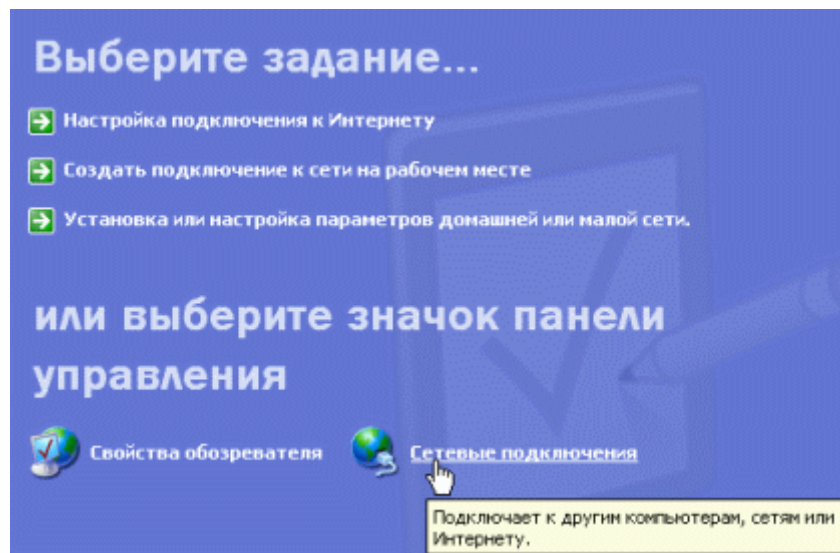 Выберите задание...
Настройка подключения к Интернету
Создать подключение к сети на рабочем месте
Установка или настройка параметров домашней или малой сети.
или выберите значок панели
управления
Свойства обозревателя
Сетевые подключения
Подключает к другим компьютерам, сетям или
Интернету.